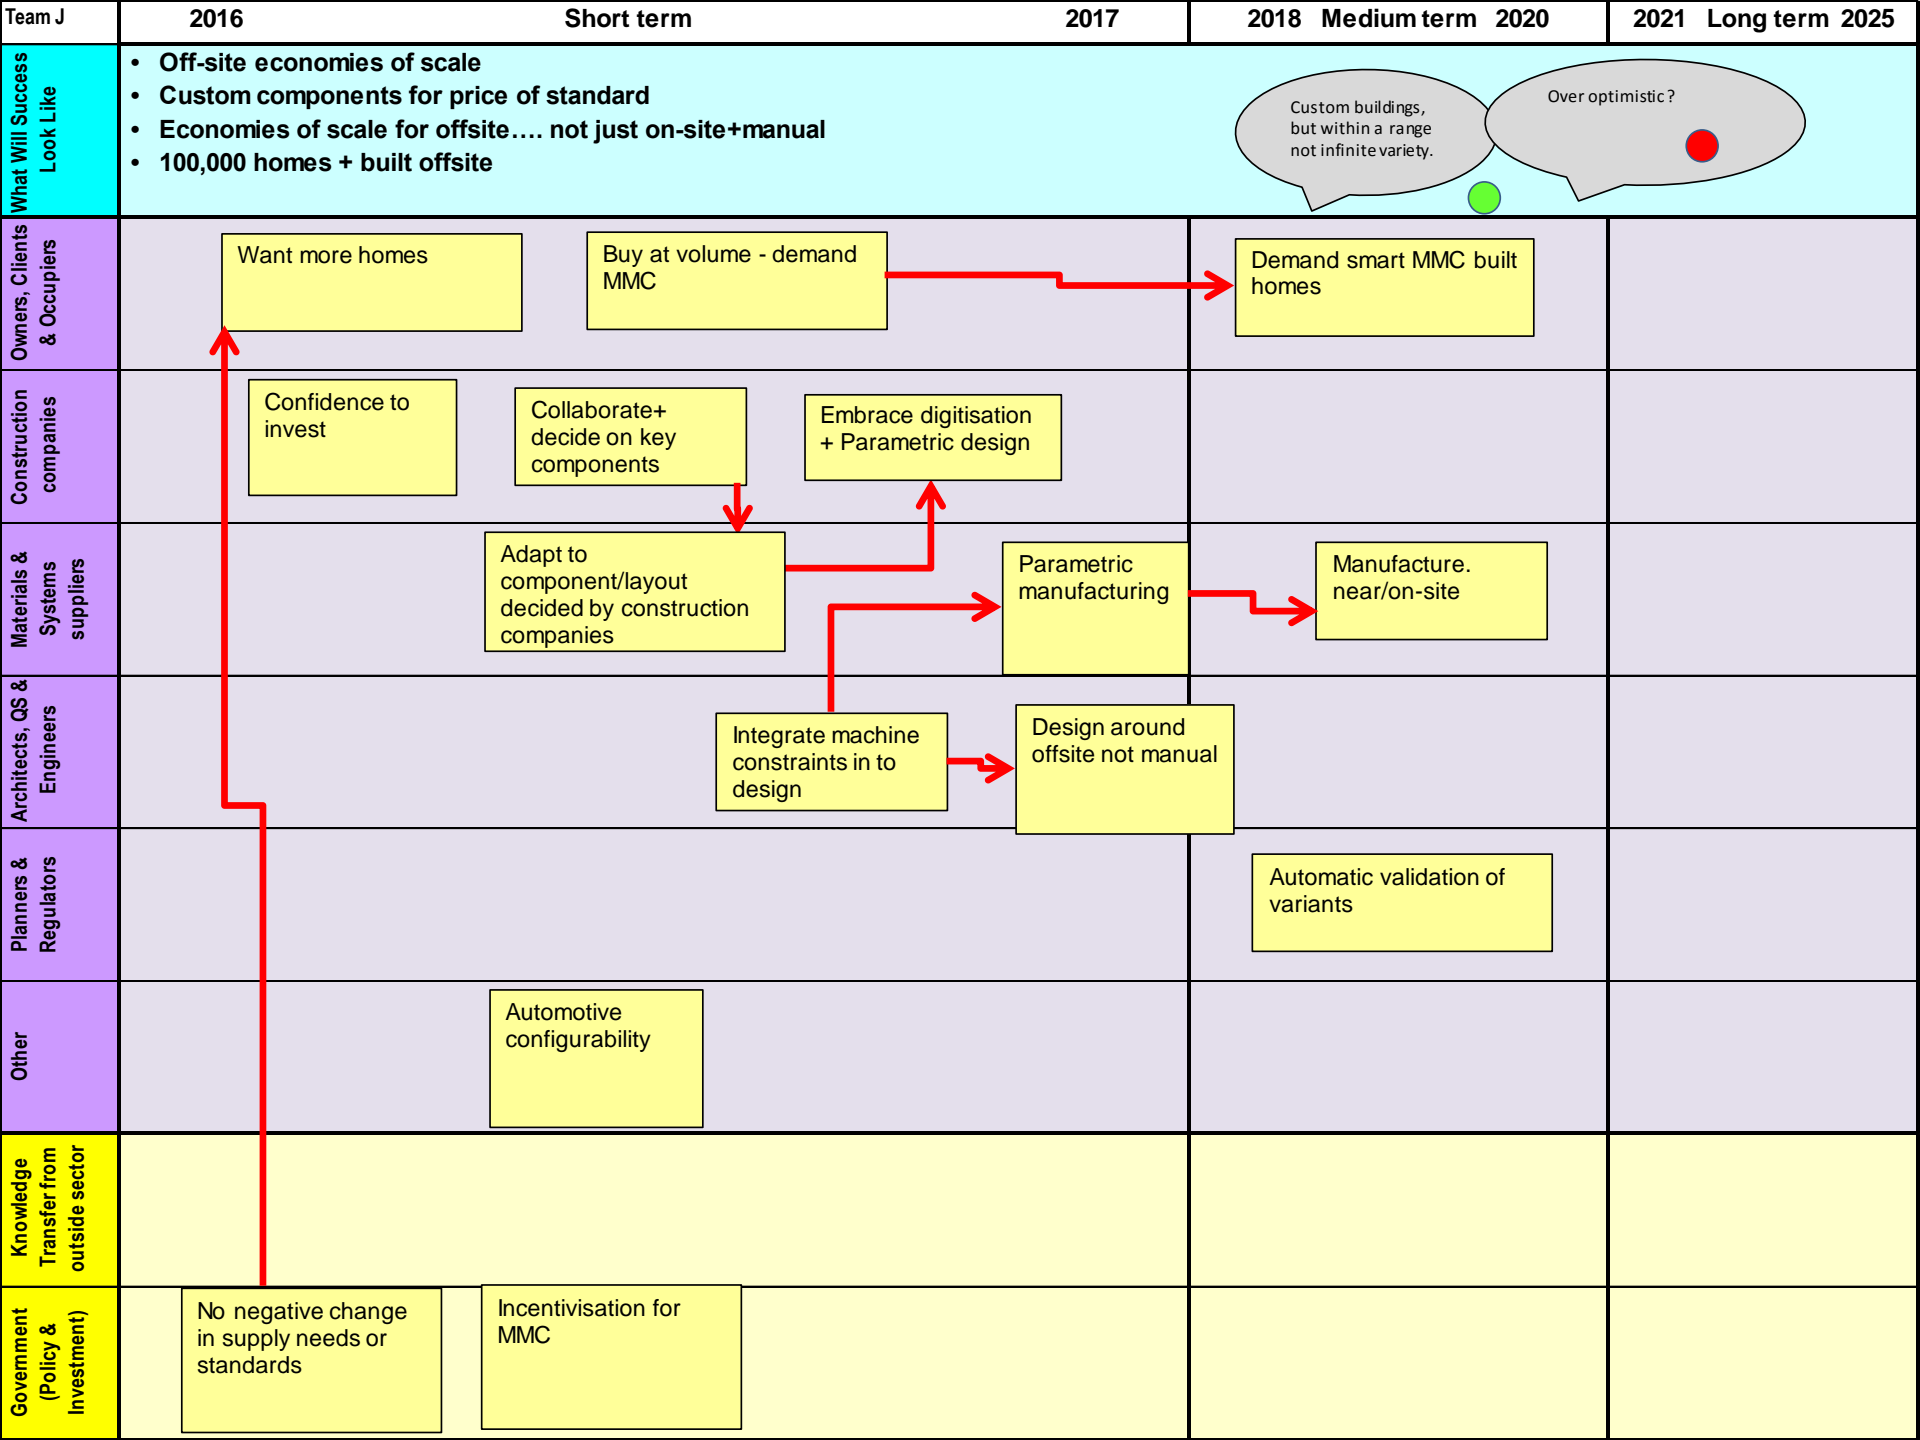 Team J
2016 Short term 2017
2018 Medium term 2020
2021 Long term 2025
What Will Success
Look Like
• Off-site economies of scale
• Custom components for price of standard
• Economies of scale for offsite…. not just on-site+manual
• 100,000 homes + built offsite
Custom buildings,
but within a range
not infinite variety.
Over optimistic?
Owners, Clients
& Occupiers
Want more homes
Buy at volume - demand
MMC
Demand smart MMC built
homes
Construction
companies
Confidence to
invest
Collaborate+
decide on key
components
Embrace digitisation
+ Parametric design
Materials &
Systems
suppliers
Adapt to
component/layout
decided by construction
companies
Parametric
manufacturing
Manufacture.
near/on-site
Architects, QS &
Engineers
Integrate machine
constraints in to
design
Design around
offsite not manual
Planners &
Regulators
Automatic validation of
variants
Other
Automotive
configurability
Knowledge
Transfer from
outside sector
Government
(Policy &
Investment)
No negative change
in supply needs or
standards
Incentivisation for
MMC